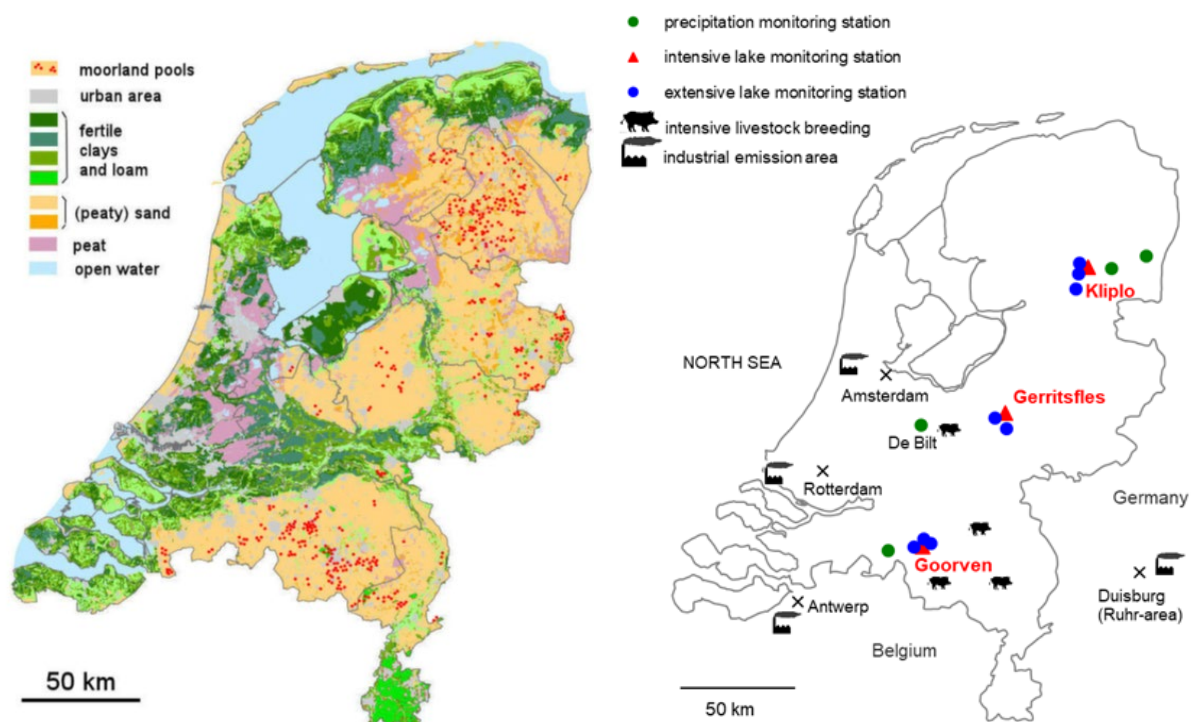 moorland pools
urban area
fertile
clays
and loam
(peaty) sand
peat
open water
50 km
precipitation monitoring station
intensive lake monitoring station
extensive lake monitoring station
intensive livestock breeding
industrial emission area
Kliplo
NORTH SEA
Amsterdam
Gerritsfles
De Bilt
Rotterdam
Germany
Goorven
Antwerp
Duisburg
(Ruhr-area)
Belgium
50 km